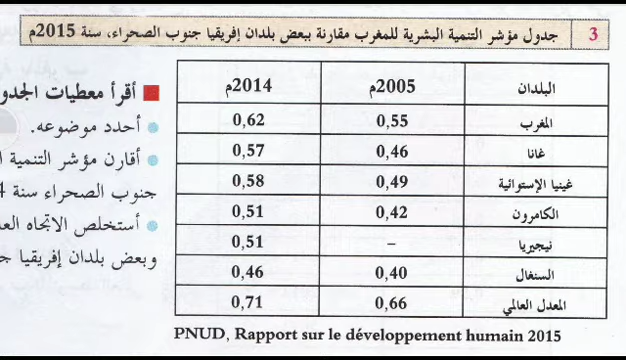 3 جدول مؤشر التنمية البشرية للمغرب مقارنة ببعض بلدان إفريقيا جنوب الصحراء، سنة 2015م
البلدان 2005م 2014م
المغرب 0,55 0,62
غانا 0,46 0,57
غينيا الإستوائية 0,49 0,58
الكامرون 0,42 0,51
نيجيريا – 0,51
السنغال 0,40 0,46
المعدل العالمي 0,66 0,71
PNUD, Rapport sur le développement humain 2015
أقرأ معطيات
أحدد موضوعه.
أقارن مؤشر التنمية
جنوب الصحراء سنة
أستخلص الاتجاه
وبعض بلدان إفريقيا